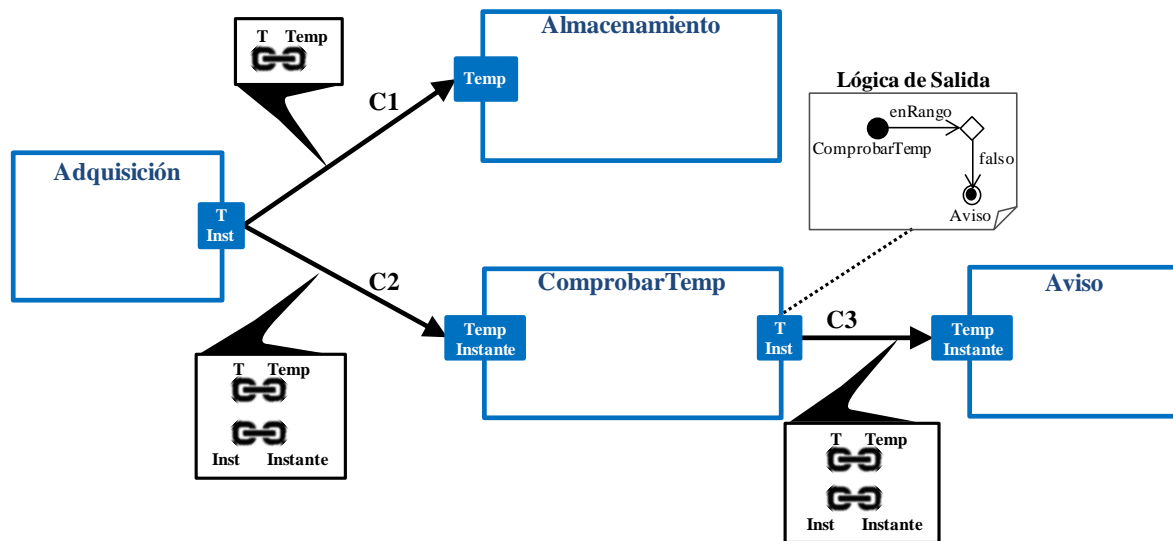 T Temp
Almacenamiento
Temp
C1
Lógica de Salida
enRango
ComprobarTemp
falso
Aviso
Adquisición
T
Inst
C2
ComprobarTemp
Temp
Instante
T
Inst
C3
Aviso
Temp
Instante
T Temp
Inst Instante
T Temp
Inst Instante